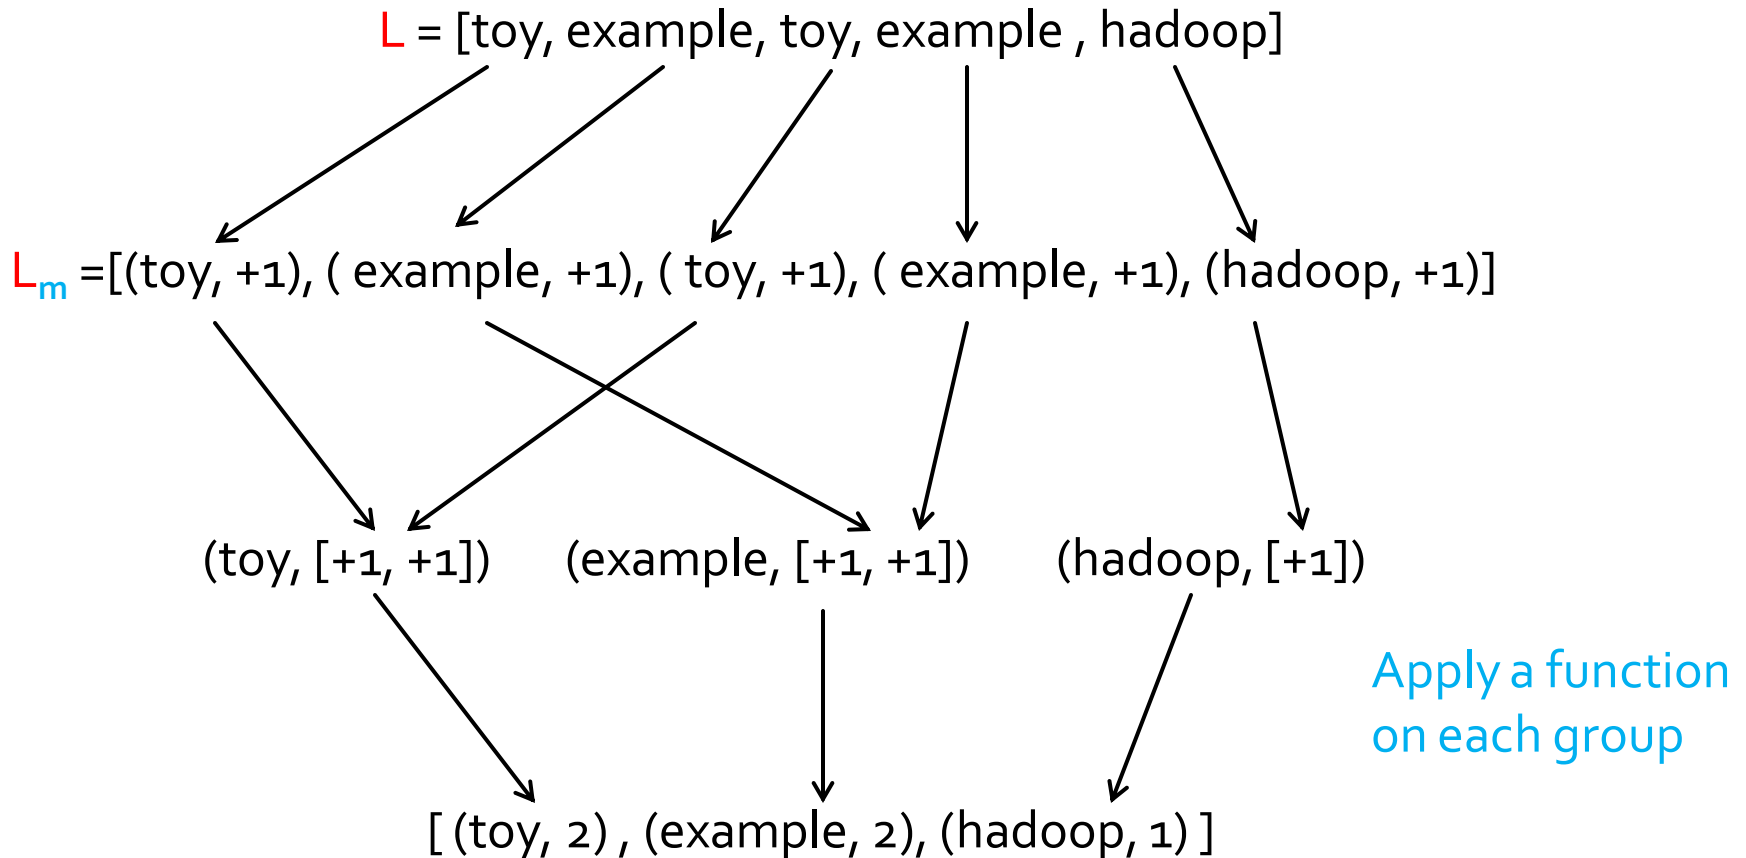 L = [toy, example, toy, example , hadoop]
Lm =[(toy, +1), ( example, +1), ( toy, +1), ( example, +1), (hadoop, +1)]
(toy, [+1, +1]) (example, [+1, +1]) (hadoop, [+1])
Apply a function
on each group
[ (toy, 2) , (example, 2), (hadoop, 1) ]